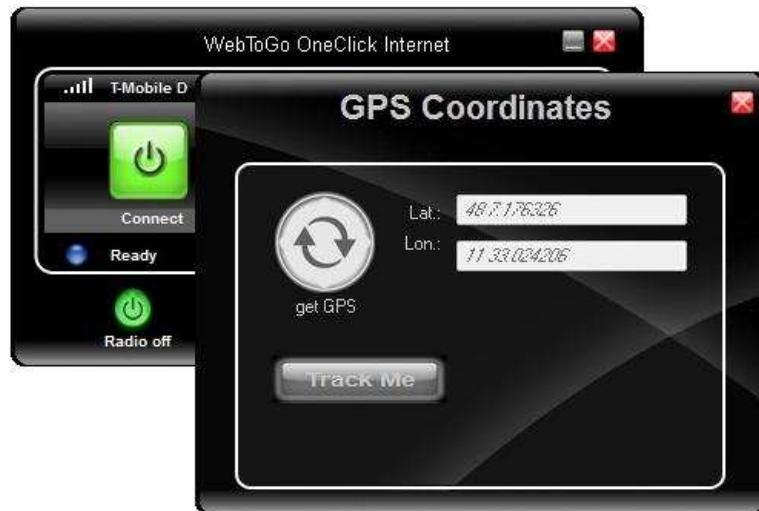 WebToGo OneClick Internet
T-Mobile D
Connect
Ready
Radio off
GPS Coordinates
Lat.: 48 7.176326
Lon.: 11 33.024206
get GPS
Track Me